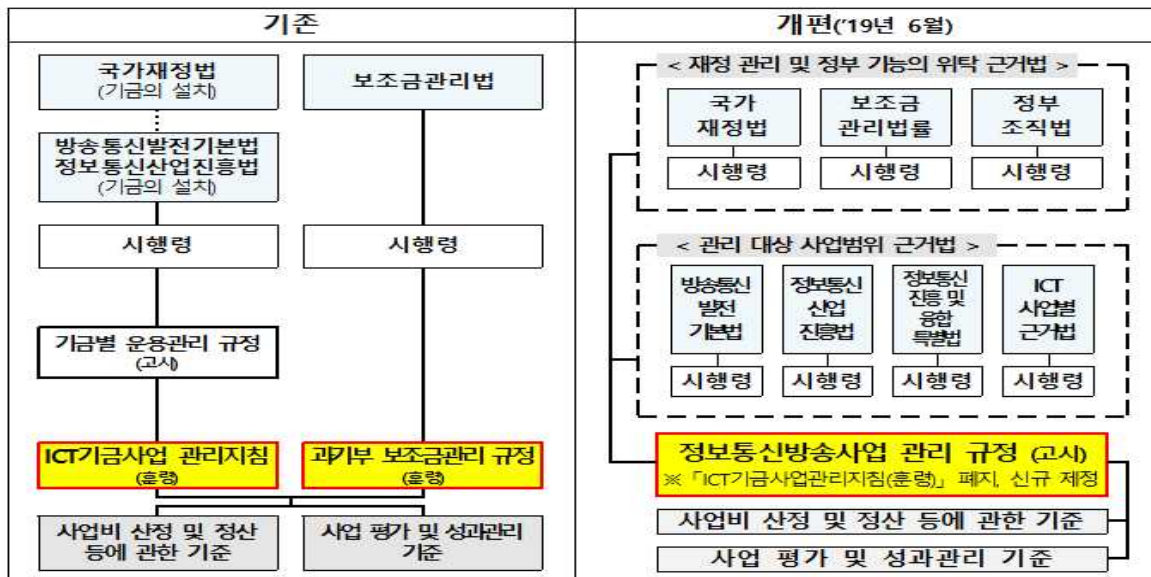 기존
국가재정법
(기금의 설치)
방송통신발전기본법
정보통신산업진흥법
(기금의 설치)
시행령
기금별 운용관리 규정
(고시)
ICT기금사업 관리지침
(훈령)
보조금관리법
시행령
과기부 보조금관리 규정
(훈령)
사업비 산정 및 정산
등에 관한 기준
사업 평가 및 성과관리
기준
개편('19년 6월)
< 재정 관리 및 정부 기능의 위탁 근거법 >
국가
재정법
시행령
보조금
관리법률
시행령
정부
조직법
시행령
< 관리 대상 사업범위 근거법 >
방송통신
발전
기본법
시행령
정보통신
산업
진흥법
시행령
정보통신
진흥 및
융합
특별법
시행령
ICT
사업별
근거법
시행령
정보통신방송사업 관리 규정 (고시)
※「ICT기금사업관리지침(훈령)」 폐지, 신규 제정
사업비 산정 및 정산 등에 관한 기준
사업 평가 및 성과관리 기준